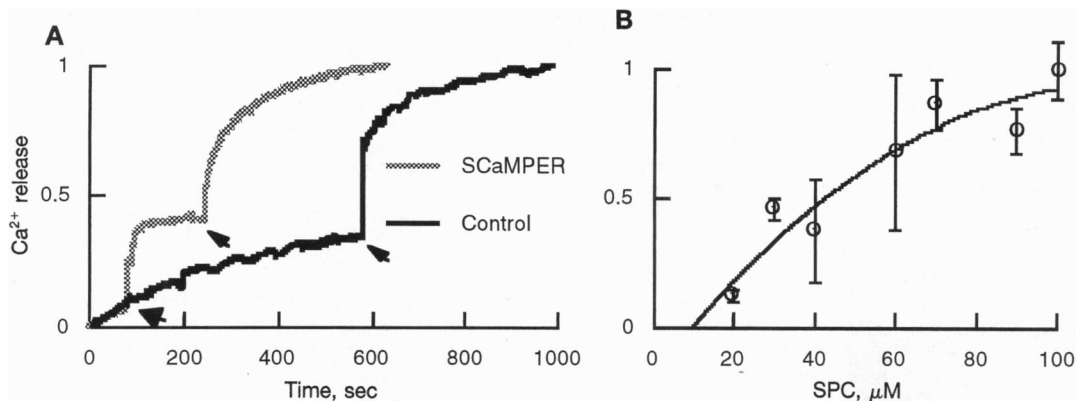 A
1
0.5
0
Ca²⁺ release
SCaMPER
Control
0 200 400 600 800 1000
Time, sec
B
1
0.5
0
0 20 40 60 80 100
SPC, μM